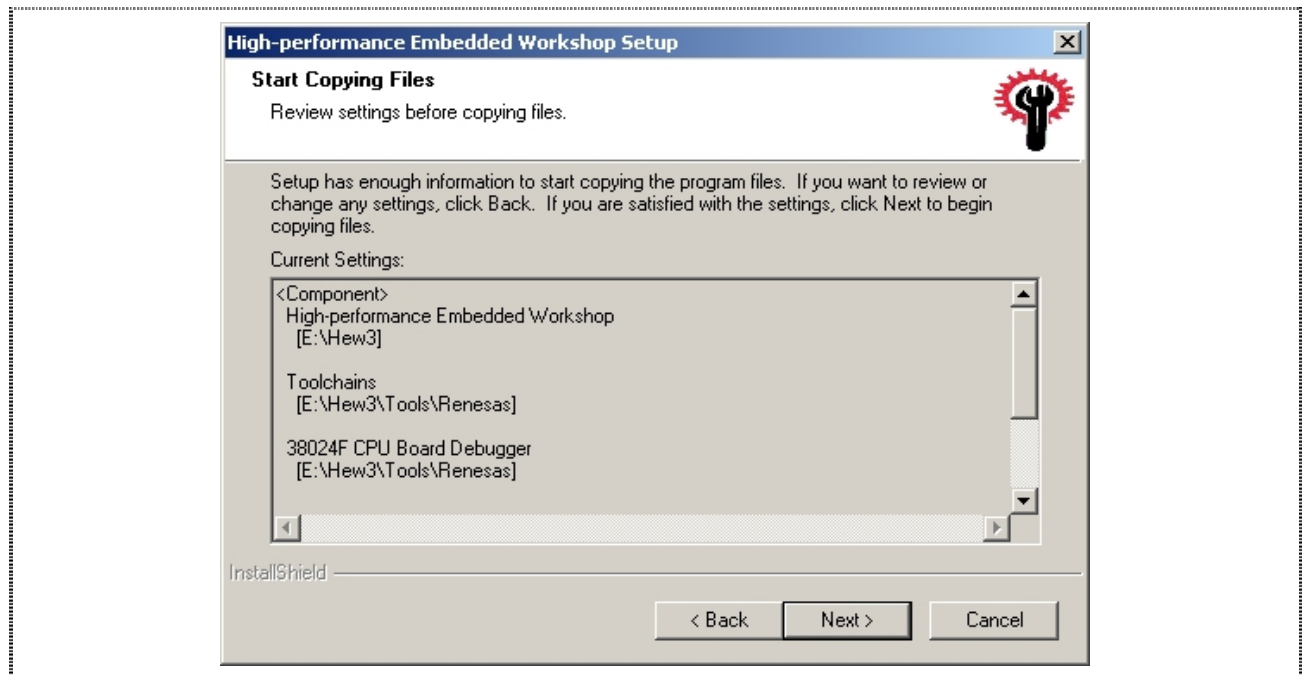 High-performance Embedded Workshop Setup
Start Copying Files
Review settings before copying files.
Setup has enough information to start copying the program files. If you want to review or
change any settings, click Back. If you are satisfied with the settings, click Next to begin
copying files.
Current Settings:
<Component>
High-performance Embedded Workshop
[E:\Hew3]
Toolchains
[E:\Hew3\Tools\Renesas]
38024F CPU Board Debugger
[E:\Hew3\Tools\Renesas]
InstallShield
< Back Next > Cancel